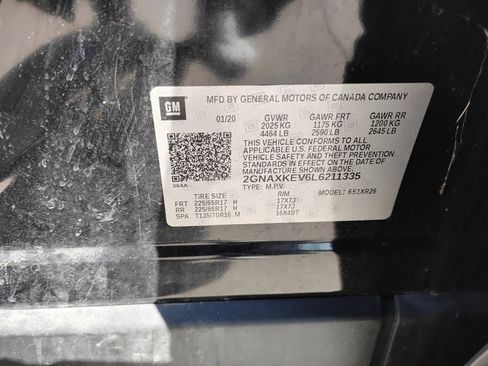 GM
MFD BY GENERAL MOTORS OF CANADA COMPANY
01/20 GVWR GAWR FRT GAWR RR
2025 KG 1175 KG 1200 KG
4464 LB 2590 LB 2645 LB
THIS VEHICLE CONFORMS TO ALL
APPLICABLE U.S. FEDERAL MOTOR
VEHICLE SAFETY AND THEFT PREVENTION
STANDARDS IN EFFECT ON THE DATE OF
MANUFACTURE SHOWN ABOVE.
2GNAXKEV6L6211335
TYPE: M.P.V. 651XR26
394A
TIRE SIZE RIM
FRT 225/65R17 H 17X7J
RR 225/65R17 H 17X7J
SPA T135/70R16 M 16X4BT